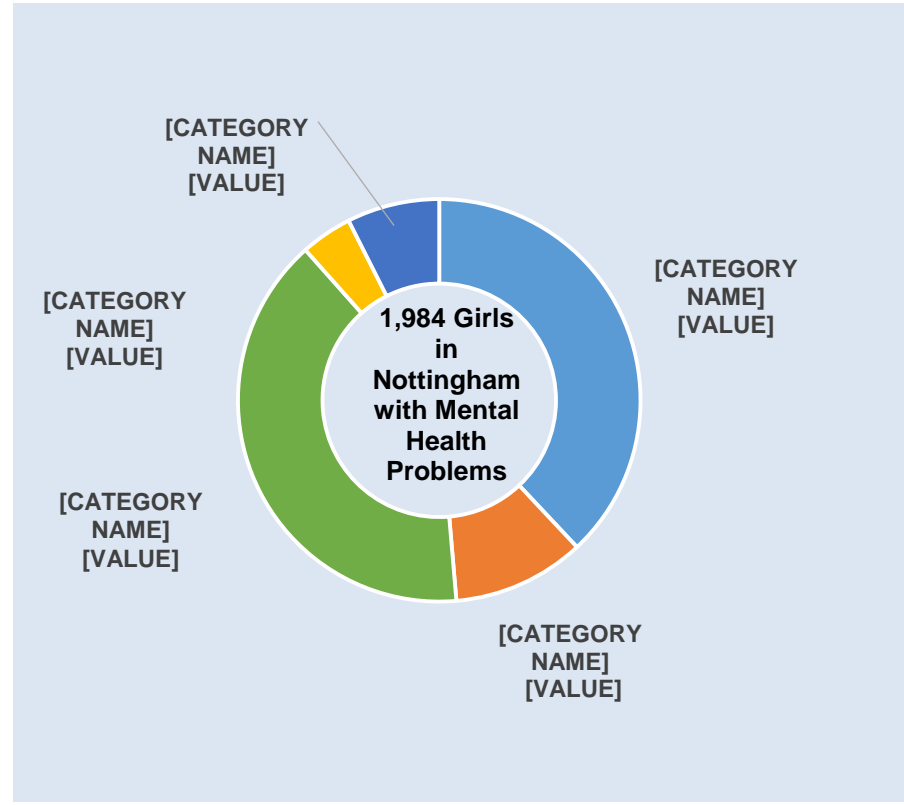 [CATEGORY
NAME]
[VALUE]
[CATEGORY
NAME]
[VALUE]
[CATEGORY
NAME]
[VALUE]
1,984 Girls
in
Nottingham
with Mental
Health
Problems
[CATEGORY
NAME]
[VALUE]
[CATEGORY
NAME]
[VALUE]